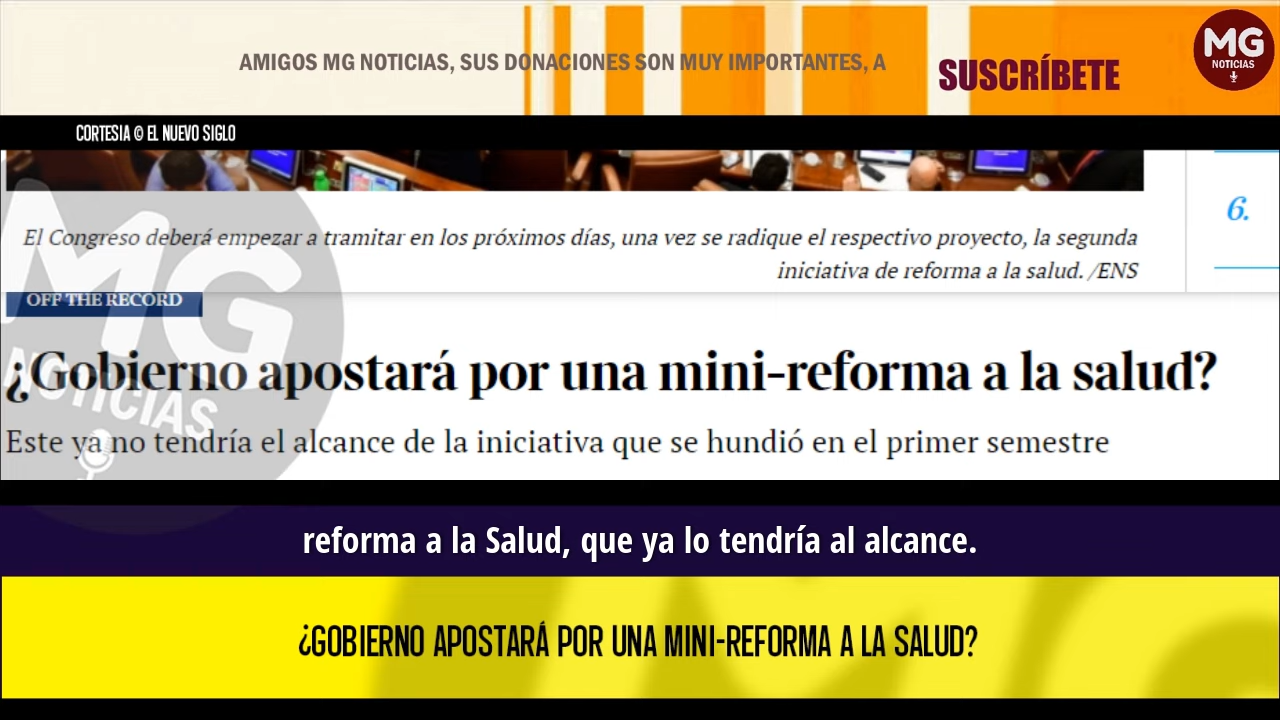 AMIGOS MG NOTICIAS, SUS DONACIONES SON MUY IMPORTANTES, A
SUSCRÍBETE
MG
NOTICIAS
CORTESIA © EL NUEVO SIGLO
6.
El Congreso deberá empezar a tramitar en los próximos días, una vez se radique el respectivo proyecto, la segunda
iniciativa de reforma a la salud. /ENS
OFF THE RECORD
MG
NOTICIAS
¿Gobierno apostará por una mini-reforma a la salud?
Este ya no tendría el alcance de la iniciativa que se hundió en el primer semestre
reforma a la Salud, que ya lo tendría al alcance.
¿GOBIERNO APOSTARÁ POR UNA MINI-REFORMA A LA SALUD?